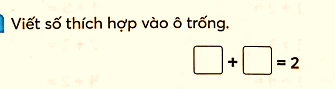 Viết số thích hợp vào ô trống.
□ + □ = 2